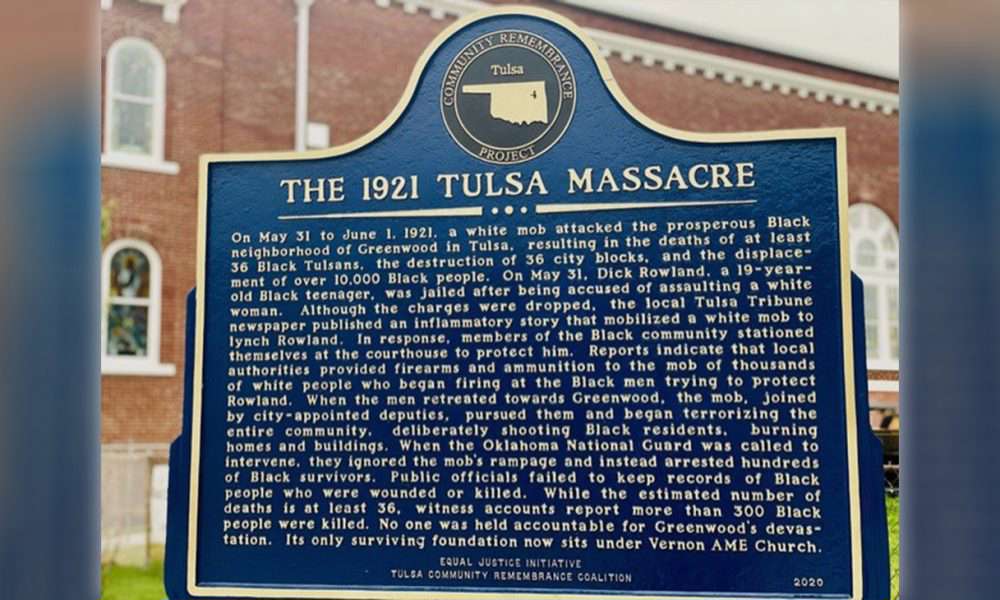 COMMUNITY REMEMBRANCE
Tulsa
PROJECT
THE 1921 TULSA MASSACRE
On May 31 to June 1, 1921, a white mob attacked the prosperous Black
neighborhood of Greenwood in Tulsa, resulting in the deaths of at least
36 Black Tulsans, the destruction of 36 city blocks, and the displace-
ment of over 10,000 Black people. On May 31, Dick Rowland, a 19-year-
old Black teenager, was jailed after being accused of assaulting a white
woman. Although the charges were dropped, the local Tulsa Tribune
newspaper published an inflammatory story that mobilized a white mob to
lynch Rowland. In response, members of the Black community stationed
themselves at the courthouse to protect him. Reports indicate that local
authorities provided firearms and ammunition to the mob of thousands
of white people who began firing at the Black men trying to protect
Rowland. When the men retreated towards Greenwood, the mob, joined
by city-appointed deputies, pursued them and began terrorizing the
entire community, deliberately shooting Black residents, burning
homes and buildings. When the Oklahoma National Guard was called to
intervene, they ignored the mob's rampage and instead arrested hundreds
of Black survivors. Public officials failed to keep records of Black
people who were wounded or killed. While the estimated number of
deaths is at least 36, witness accounts report more than 300 Black
people were killed. No one was held accountable for Greenwood's devas-
tation. Its only surviving foundation now sits under Vernon AME Church.
EQUAL JUSTICE INITIATIVE
TULSA COMMUNITY REMEMBRANCE COALITION
2020